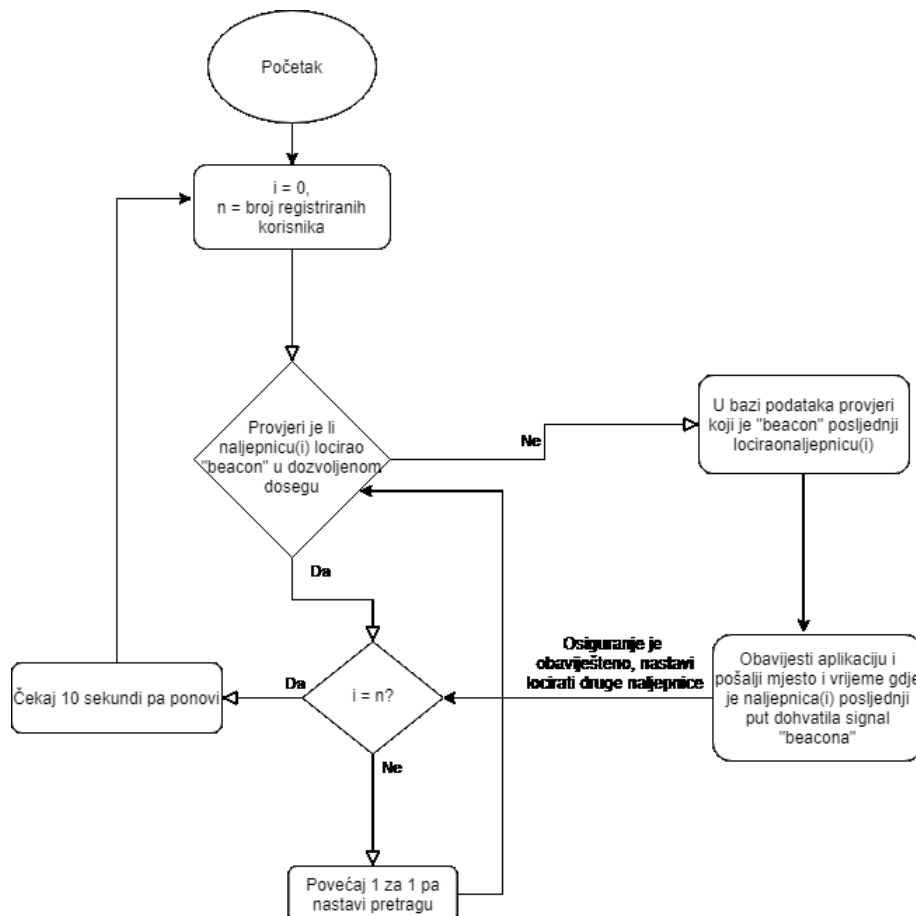 Početak
i = 0,
n = broj registriranih
korisnika
Provjeri je li
naljepnicu(i) locirao
"beacon" u dozvoljenom
dosegu
Ne
U bazi podataka provjeri
koji je "beacon" posljednji
lociraonaljepnicu(i)
Da
Osiguranje je
obaviješteno, nastavi
locirati druge naljepnice
Obavijesti aplikaciju i
pošalji mjesto i vrijeme gdje
je naljepnica(i) posljednji
put dohvatila signal
"beacona"
i = n?
Da
Čekaj 10 sekundi pa ponovi
Ne
Povećaj 1 za 1 pa
nastavi pretragu